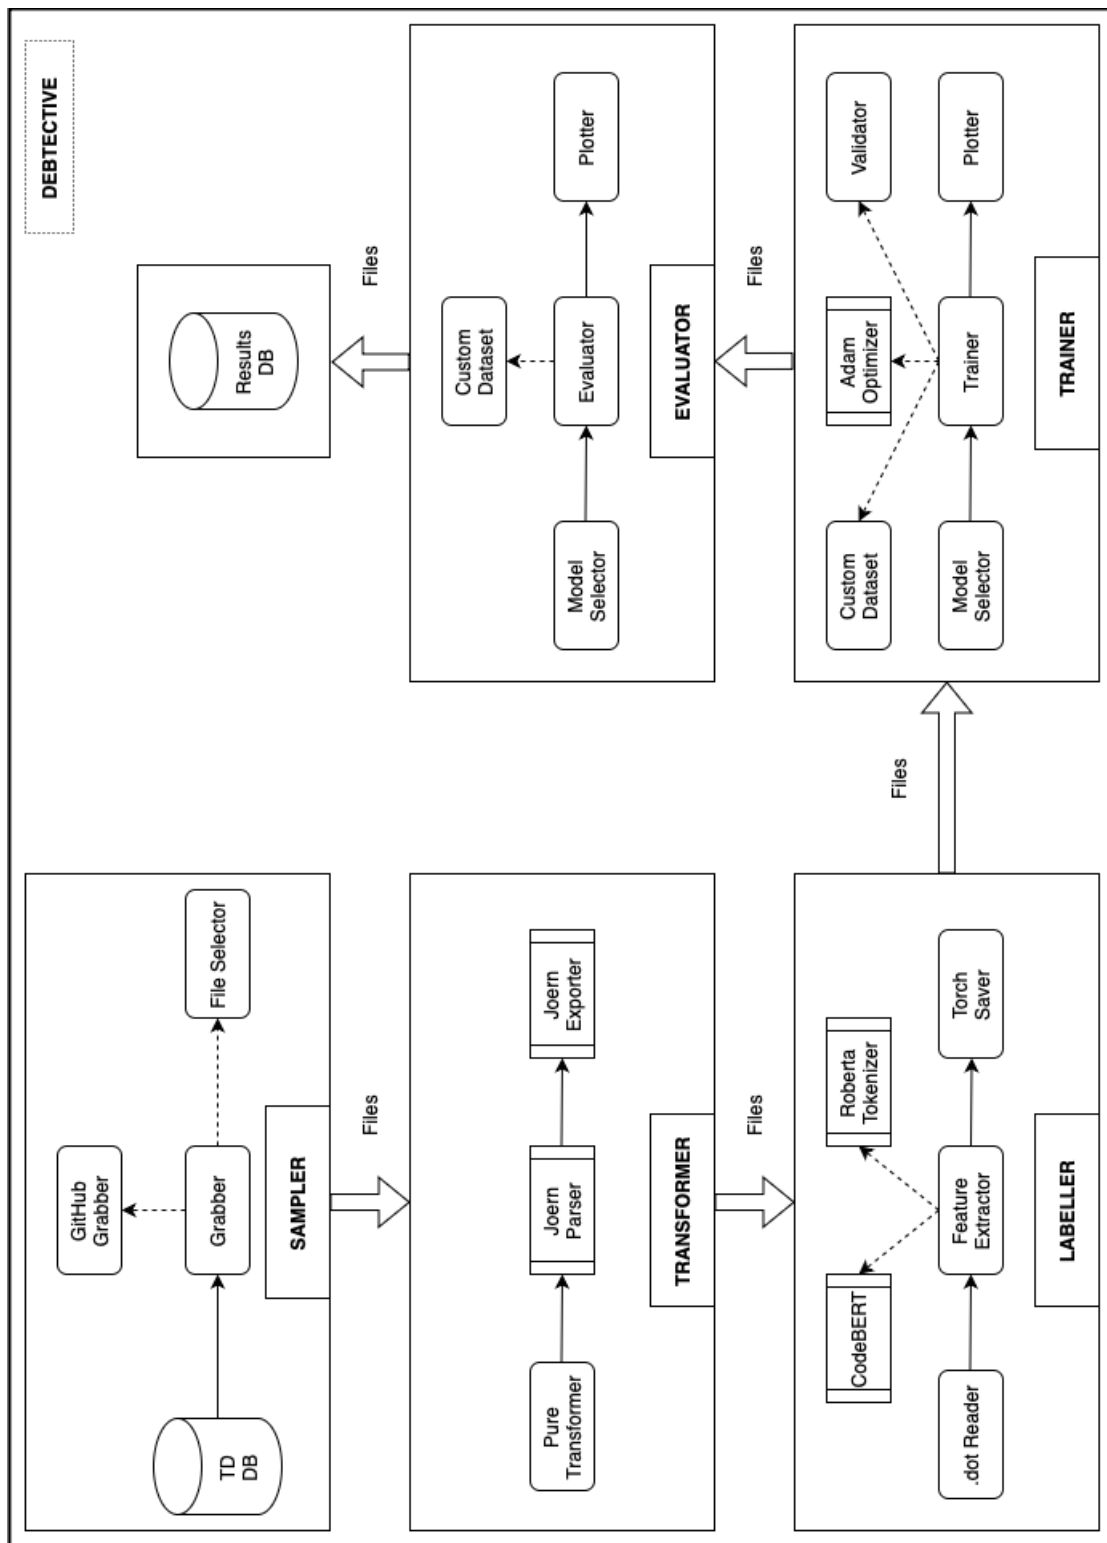 DEBTECTIVE
GitHub
Grabber
TD
DB
Grabber
File Selector
SAMPLER
Files
Pure
Transformer
Joern
Parser
Joern
Exporter
TRANSFORMER
Files
CodeBERT
Roberta
Tokenizer
.dot Reader
Feature
Extractor
Torch
Saver
LABELLER
Files
Custom
Dataset
Adam
Optimizer
Validator
Model
Selector
Trainer
Plotter
TRAINER
Files
Custom
Dataset
Model
Selector
Evaluator
Plotter
EVALUATOR
Files
Results
DB